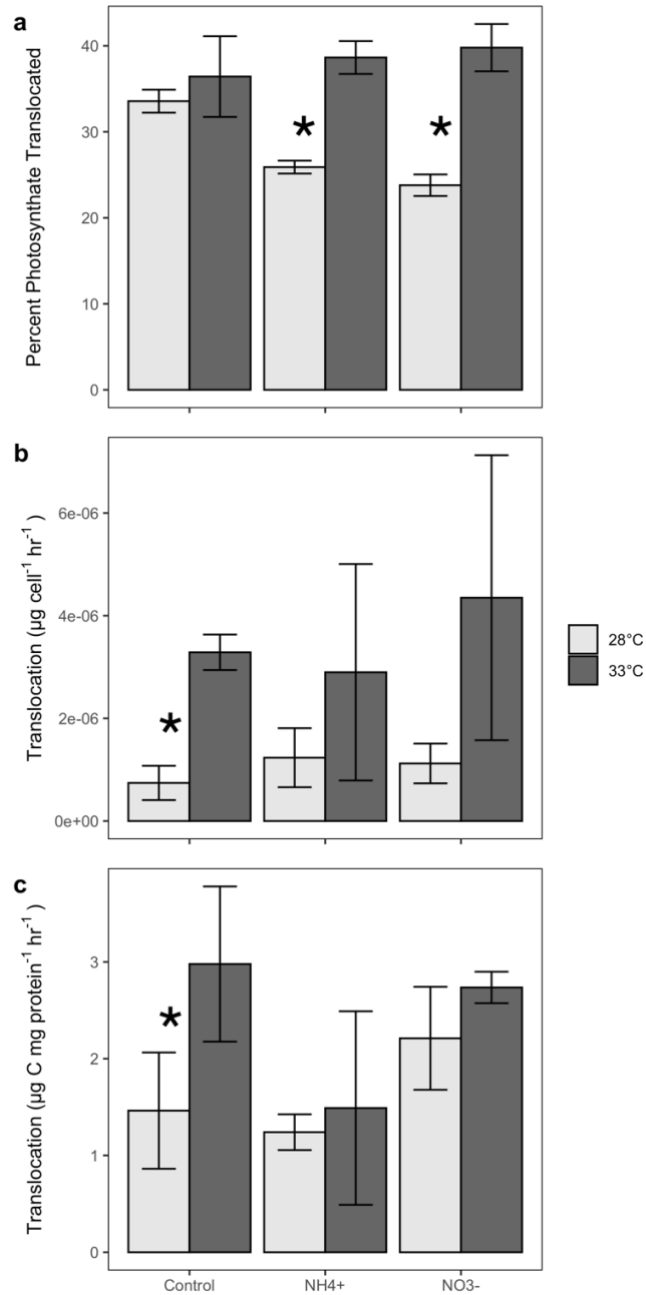 a
Percent Photosynthate Translocated
40
30
20
10
0
*
*
b
Translocation (µg cell⁻¹ hr⁻¹ )
6e-06
4e-06
2e-06
0e+00
*
28°C
33°C
c
Translocation (µg C mg protein⁻¹ hr⁻¹ )
3
2
1
0
*
Control
NH4+
NO3-